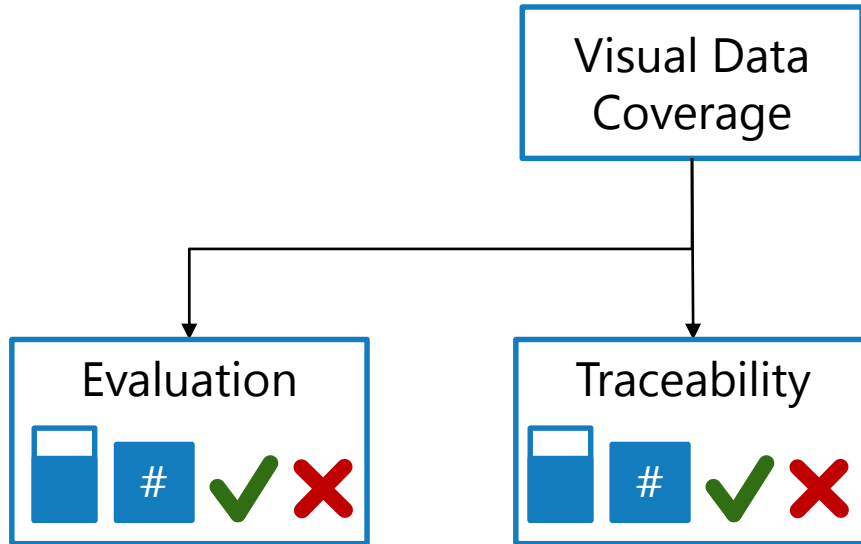 Visual Data
Coverage
Evaluation
#
Traceability
#